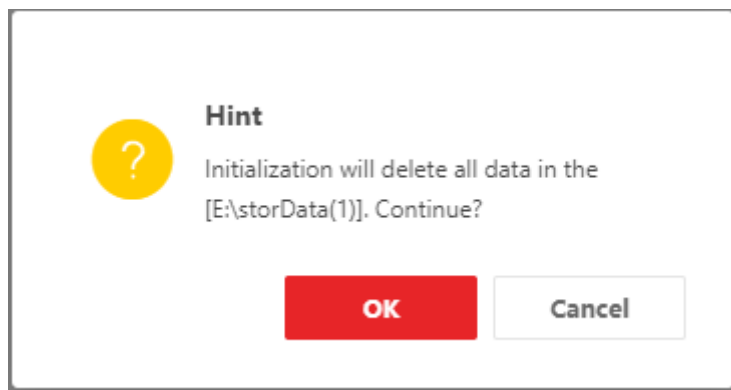 Hint
?
Initialization will delete all data in the
[E:\storData(1)]. Continue?
OK
Cancel